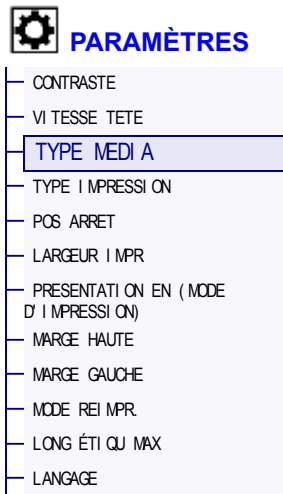 PARAMÈTRES
CONTRASTE
VITESSE TETE
TYPE MEDIA
TYPE IMPRESSION
POS ARRET
LARGEUR IMPR
PRESENTATION EN (MODE
D'IMPRESSION)
MARGE HAUTE
MARGE GAUCHE
MODE REIMPR.
LONG ÉTIQU MAX
LANGAGE